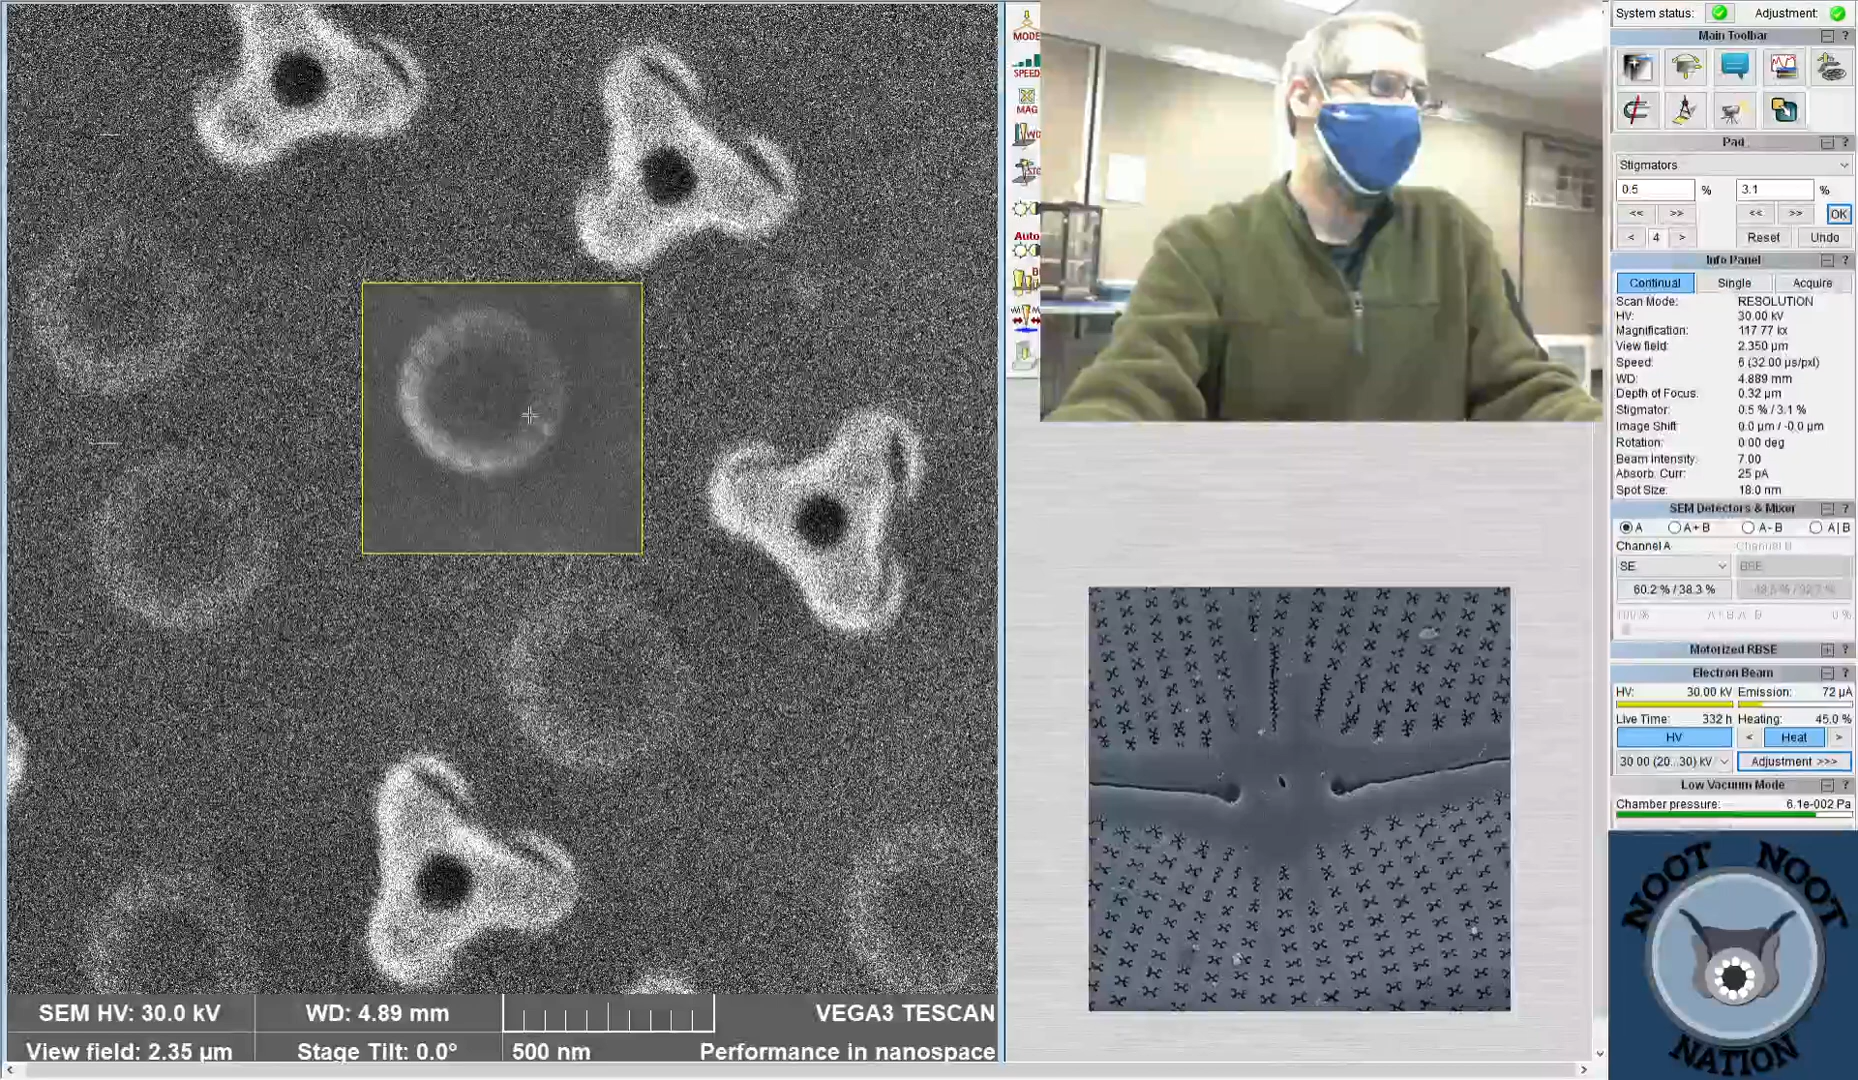 SEM HV: 30.0 kV
WD: 4.89 mm
VEGA3 TESCAN
View field: 2.35 µm
Stage Tilt: 0.0°
500 nm
Performance in nanospace
MODE
SPEED
MAG
Auto
System status:
Adjustment:
Main Toolbar
Pad
Stigmators
0.5 %
3.1 %
<< >> << >> OK
< 4 > Reset Undo
Info Panel
Continual Single Acquire
Scan Mode: RESOLUTION
HV: 30.00 kV
Magnification: 117.77 kx
View field: 2.350 µm
Speed: 6 (32.00 µs/pxl)
WD: 4.889 mm
Depth of Focus: 0.32 µm
Stigmator: 0.5 % / 3.1 %
Image Shift: 0.0 µm / -0.0 µm
Rotation: 0.00 deg
Beam Intensity: 7.00
Absorb. Curr: 25 pA
Spot Size: 18.0 nm
SEM Detectors & Mixer
A A + B A - B A | B
Channel A
SE BSE
60.2 % / 38.3 %
100 % A + B A - B 0 %
Motorized RBSE
Electron Beam
HV: 30.00 kV Emission: 72 µA
Live Time: 332 h Heating: 45.0 %
HV < Heat >
30.00 (20...30) kV Adjustment >>>
Low Vacuum Mode
Chamber pressure: 6.1e-002 Pa
NOOT NOOT
NATION